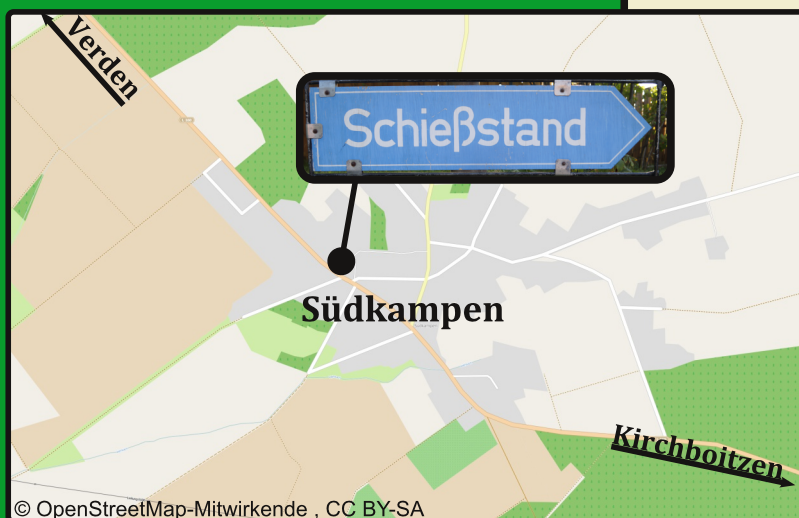 Verden
Schießstand
Südkampen
Kirchboitzen
© OpenStreetMap-Mitwirkende , CC BY-SA